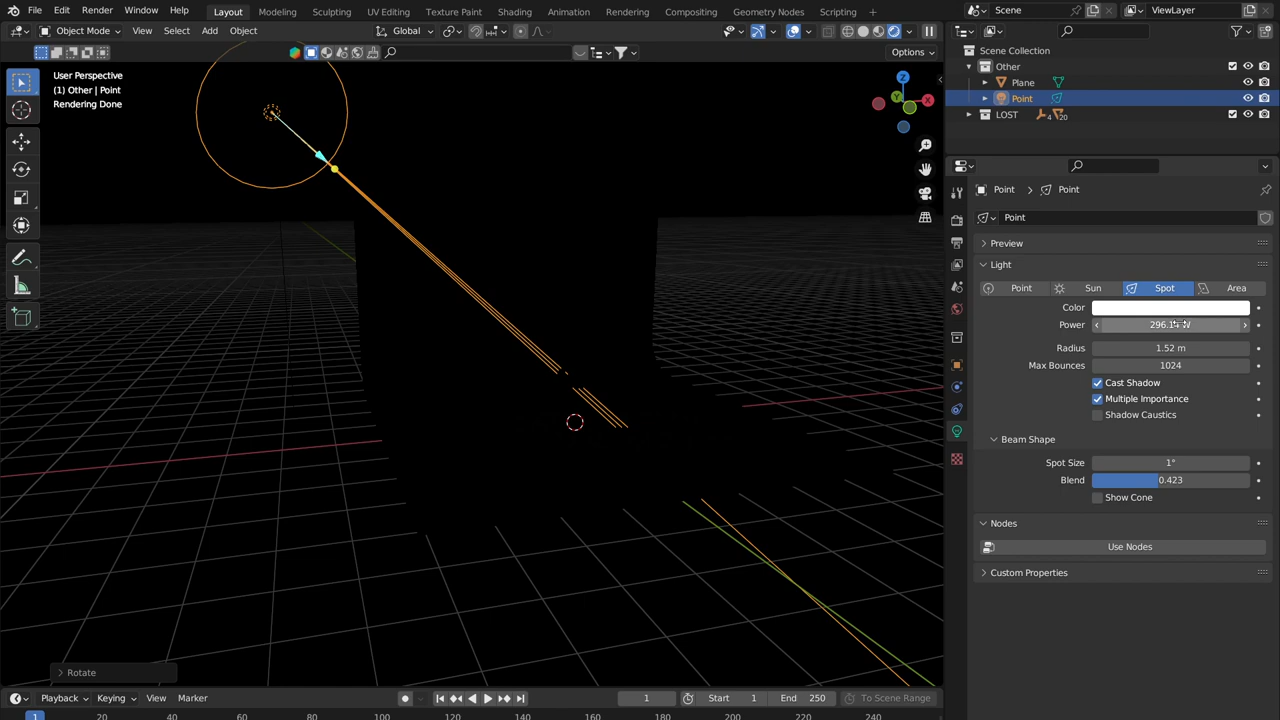 File Edit Render Window Help Layout Modeling Sculpting UV Editing Texture Paint Shading Animation Rendering Compositing Geometry Nodes Scripting + Scene ViewLayer
Object Mode View Select Add Object Global
Options
User Perspective
(1) Other | Point
Rendering Done
Z
Y
X
Scene Collection
Other
Plane
Point
LOST 4 20
Point > Point
Point
Preview
Light
Point Sun Spot Area
Color
Power
Radius 1.52 m
Max Bounces 1024
Cast Shadow
Multiple Importance
Shadow Caustics
Beam Shape
Spot Size 1°
Blend 0.423
Show Cone
Nodes
Use Nodes
Custom Properties
Rotate
Playback Keying View Marker 1 Start 1 End 250 To Scene Range
1 20 40 60 80 100 120 140 160 180 200 220 240